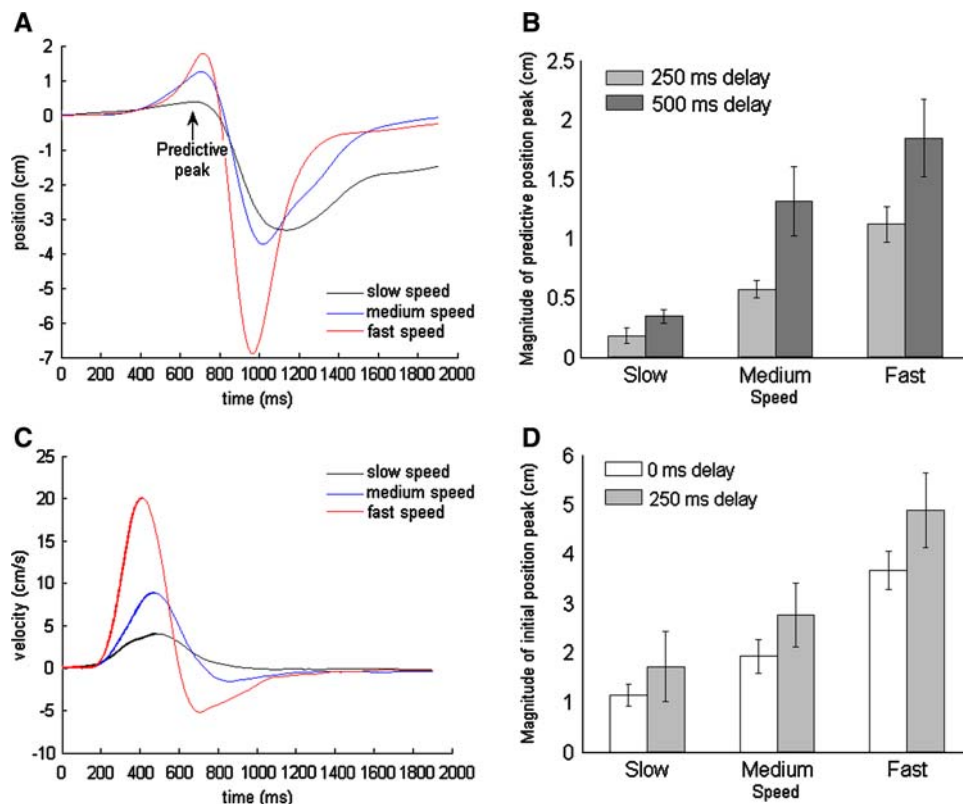 A
2
1
0
-1
-2
-3
-4
-5
-6
-7
position (cm)
Predictive
peak
slow speed
medium speed
fast speed
0 200 400 600 800 1000 1200 1400 1600 1800 2000
time (ms)
B
2.5
2
1.5
1
0.5
0
Magnitude of predictive position peak (cm)
250 ms delay
500 ms delay
Slow Medium Fast
Speed
C
25
20
15
10
5
0
-5
-10
velocity (cm/s)
slow speed
medium speed
fast speed
0 200 400 600 800 1000 1200 1400 1600 1800 2000
time (ms)
D
6
5
4
3
2
1
0
Magnitude of initial position peak (cm)
0 ms delay
250 ms delay
Slow Medium Fast
Speed